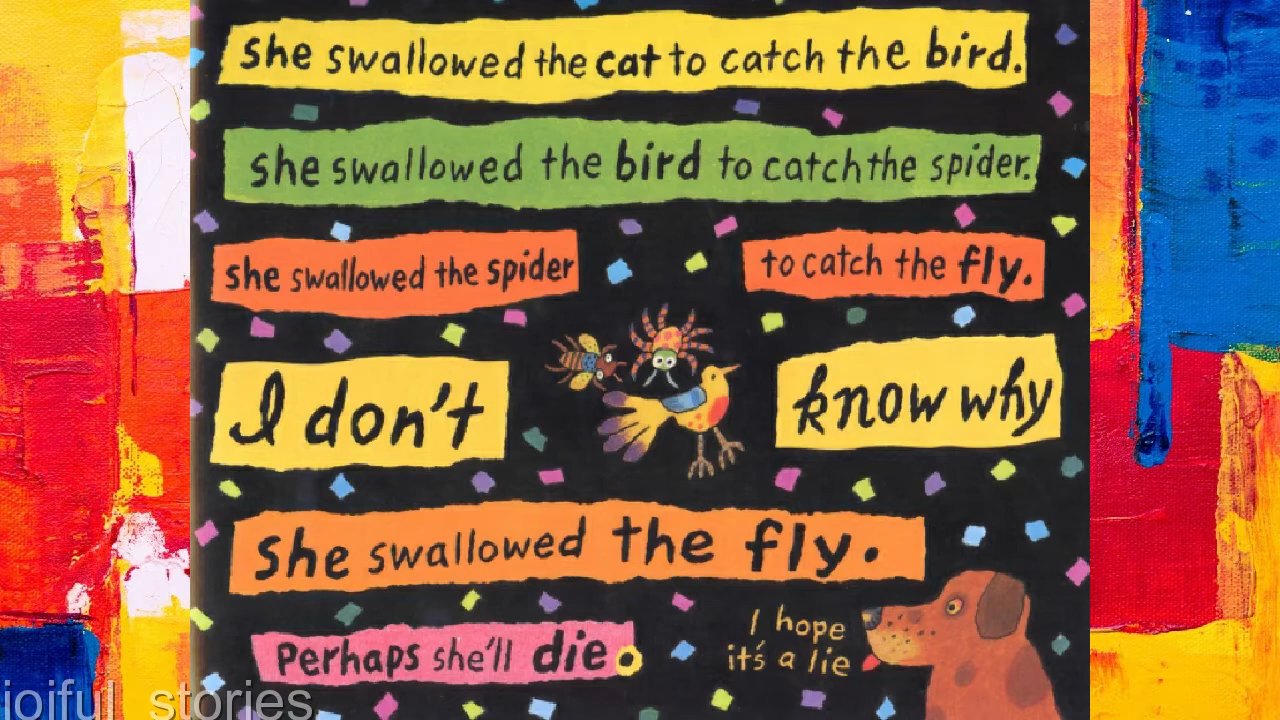 she swallowed the cat to catch the bird.
she swallowed the bird to catch the spider.
she swallowed the spider to catch the fly.
I don't know why
she swallowed the fly.
Perhaps she'll die.
I hope
it's a lie
joiful_stories